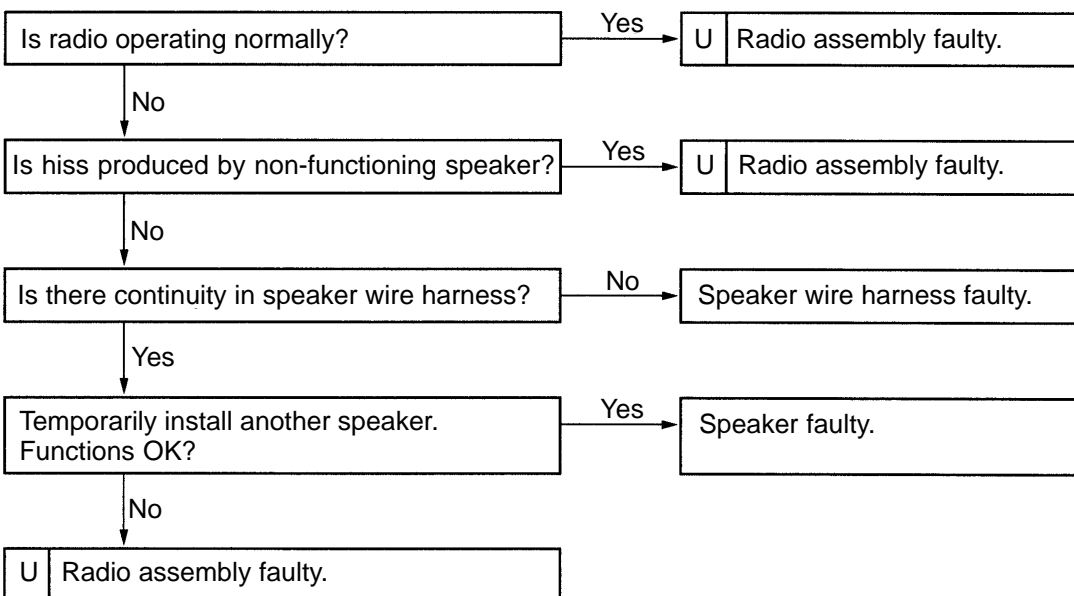 Is radio operating normally?
Yes
U Radio assembly faulty.
No
Is hiss produced by non-functioning speaker?
Yes
U Radio assembly faulty.
No
Is there continuity in speaker wire harness?
No
Speaker wire harness faulty.
Yes
Temporarily install another speaker.
Functions OK?
Yes
Speaker faulty.
No
U Radio assembly faulty.